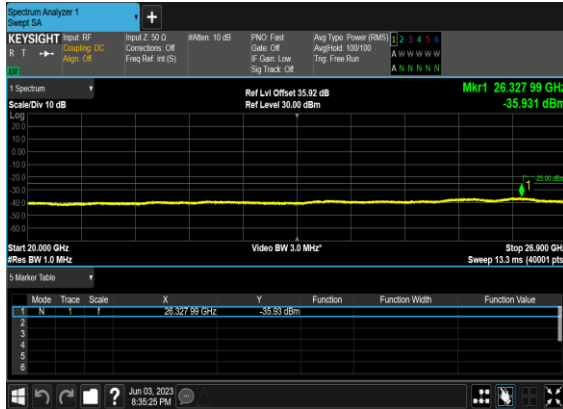 Spectrum Analyzer 1
Swept SA
+
KEYSIGHT Input: RF Input Z: 50 Ω #Atten: 10 dB PNO: Fast Avg Type: Power (RMS) 1 2 3 4 5 6
R T Coupling: DC Corrections: Off Gate: Off Avg|Hold: 100/100 A W W W W W
Align: Off Freq Ref: Int (S) IF Gain: Low Trig: Free Run
LU Sig Track: Off A N N N N N
1 Spectrum Ref Lvl Offset 35.92 dB Mkr1 26.327 99 GHz
Scale/Div 10 dB Ref Level 30.00 dBm -35.931 dBm
Log
20.0
10.0
0.00
-10.0
-20.0
-25.00 dBm
-30.0 1
-40.0
-50.0
-60.0
Start 20.000 GHz Video BW 3.0 MHz* Stop 26.900 GHz
#Res BW 1.0 MHz Sweep 13.3 ms (40001 pts)
5 Marker Table
Mode Trace Scale X Y Function Function Width Function Value
1 N 1 f 26.327 99 GHz -35.93 dBm
2
3
4
5
6
? Jun 03, 2023
8:35:25 PM